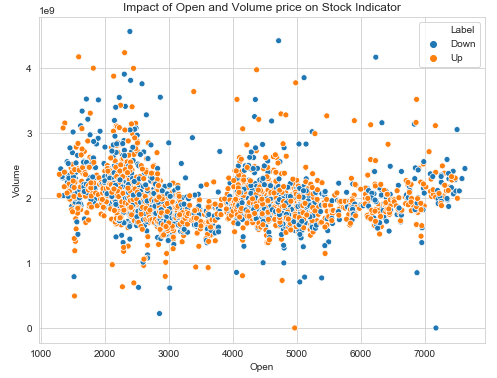 Impact of Open and Volume price on Stock Indicator
1e9
Label
Down
Up
4
3
2
1
0
Volume
1000 2000 3000 4000 5000 6000 7000
Open